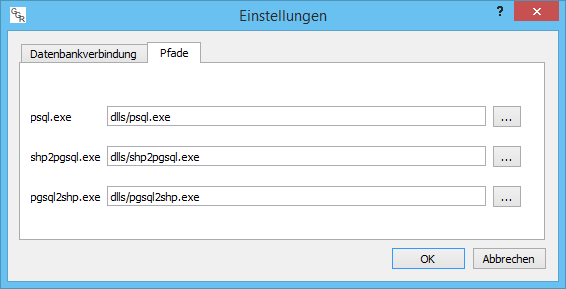 GCR
Einstellungen
?
Datenbankverbindung Pfade
psql.exe dlls/psql.exe ...
shp2pgsql.exe dlls/shp2pgsql.exe ...
pgsql2shp.exe dlls/pgsql2shp.exe ...
OK Abbrechen